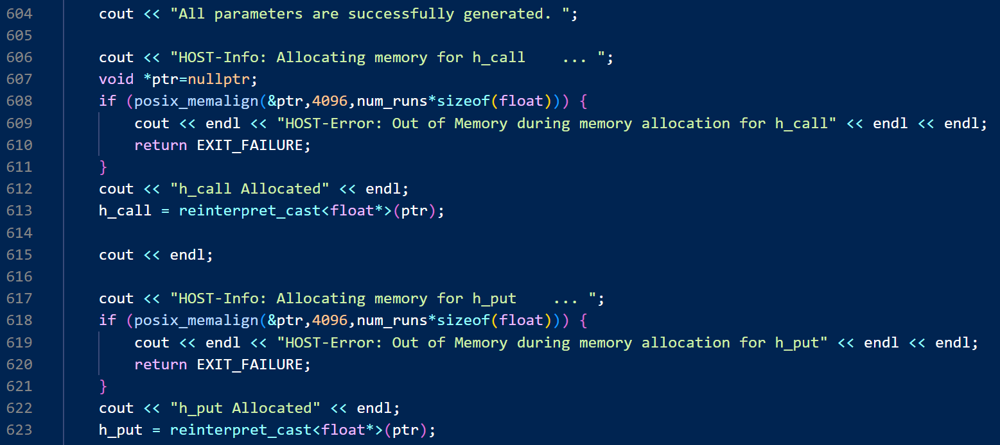 604 cout << "All parameters are successfully generated. ";
605
606 cout << "HOST-Info: Allocating memory for h_call    ... ";
607 void *ptr=nullptr;
608 if (posix_memalign(&ptr,4096,num_runs*sizeof(float))) {
609     cout << endl << "HOST-Error: Out of Memory during memory allocation for h_call" << endl << endl;
610     return EXIT_FAILURE;
611 }
612 cout << "h_call Allocated" << endl;
613 h_call = reinterpret_cast<float*>(ptr);
614
615 cout << endl;
616
617 cout << "HOST-Info: Allocating memory for h_put    ... ";
618 if (posix_memalign(&ptr,4096,num_runs*sizeof(float))) {
619     cout << endl << "HOST-Error: Out of Memory during memory allocation for h_put" << endl << endl;
620     return EXIT_FAILURE;
621 }
622 cout << "h_put Allocated" << endl;
623 h_put = reinterpret_cast<float*>(ptr);